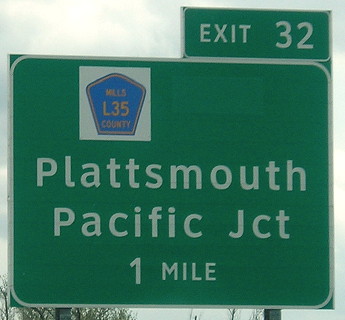 EXIT 32
MILLS
L35
COUNTY
Plattsmouth
Pacific Jct
1 MILE